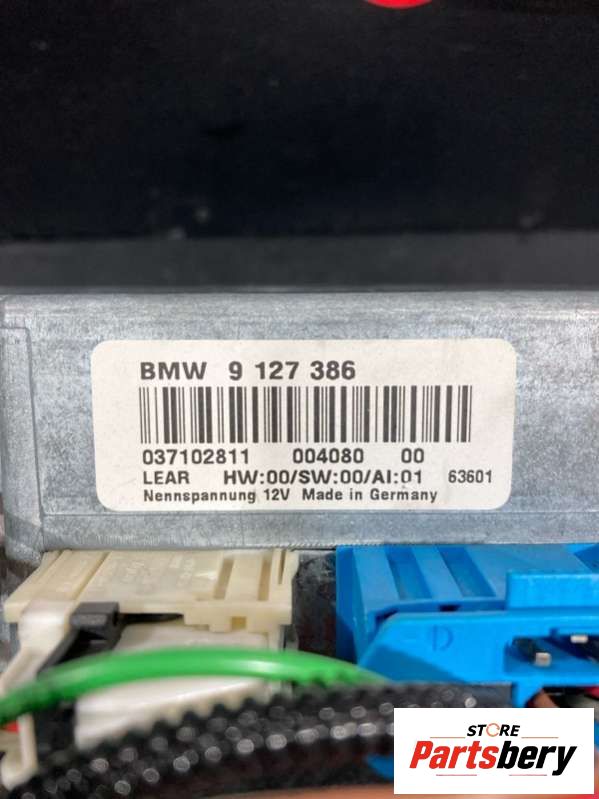 BMW 9 127 386
037102811 004080 00
LEAR HW:00/SW:00/AI:01 63601
Nennspannung 12V Made in Germany
D
STORE
Partsbery